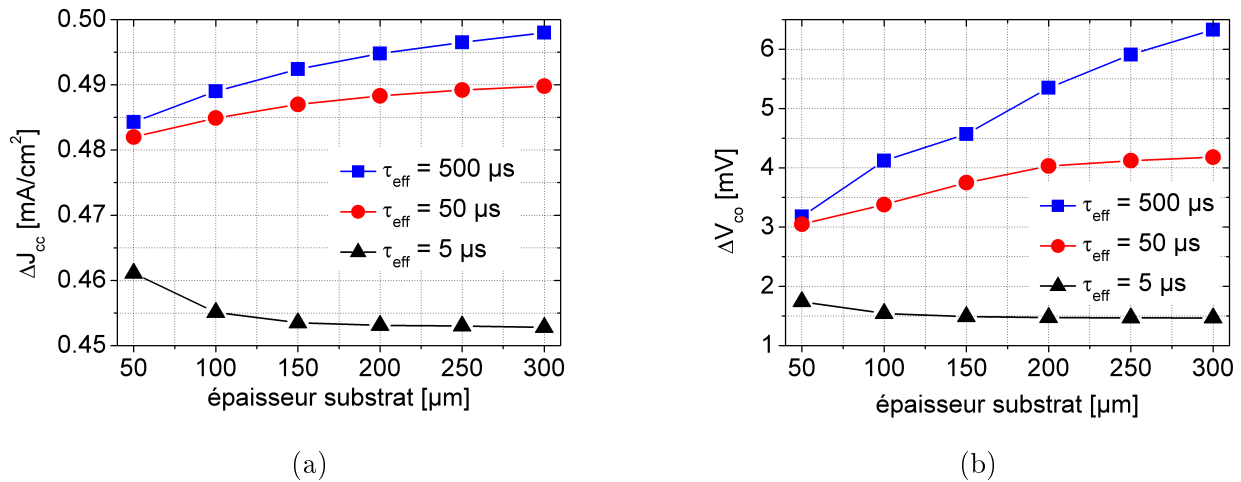 0.50
0.49
0.48
0.47
0.46
0.45
ΔJcc [mA/cm²]
τeff = 500 µs
τeff = 50 µs
τeff = 5 µs
50 100 150 200 250 300
épaisseur substrat [µm]
(a)
6
5
4
3
2
1
ΔVco [mV]
τeff = 500 µs
τeff = 50 µs
τeff = 5 µs
50 100 150 200 250 300
épaisseur substrat [µm]
(b)